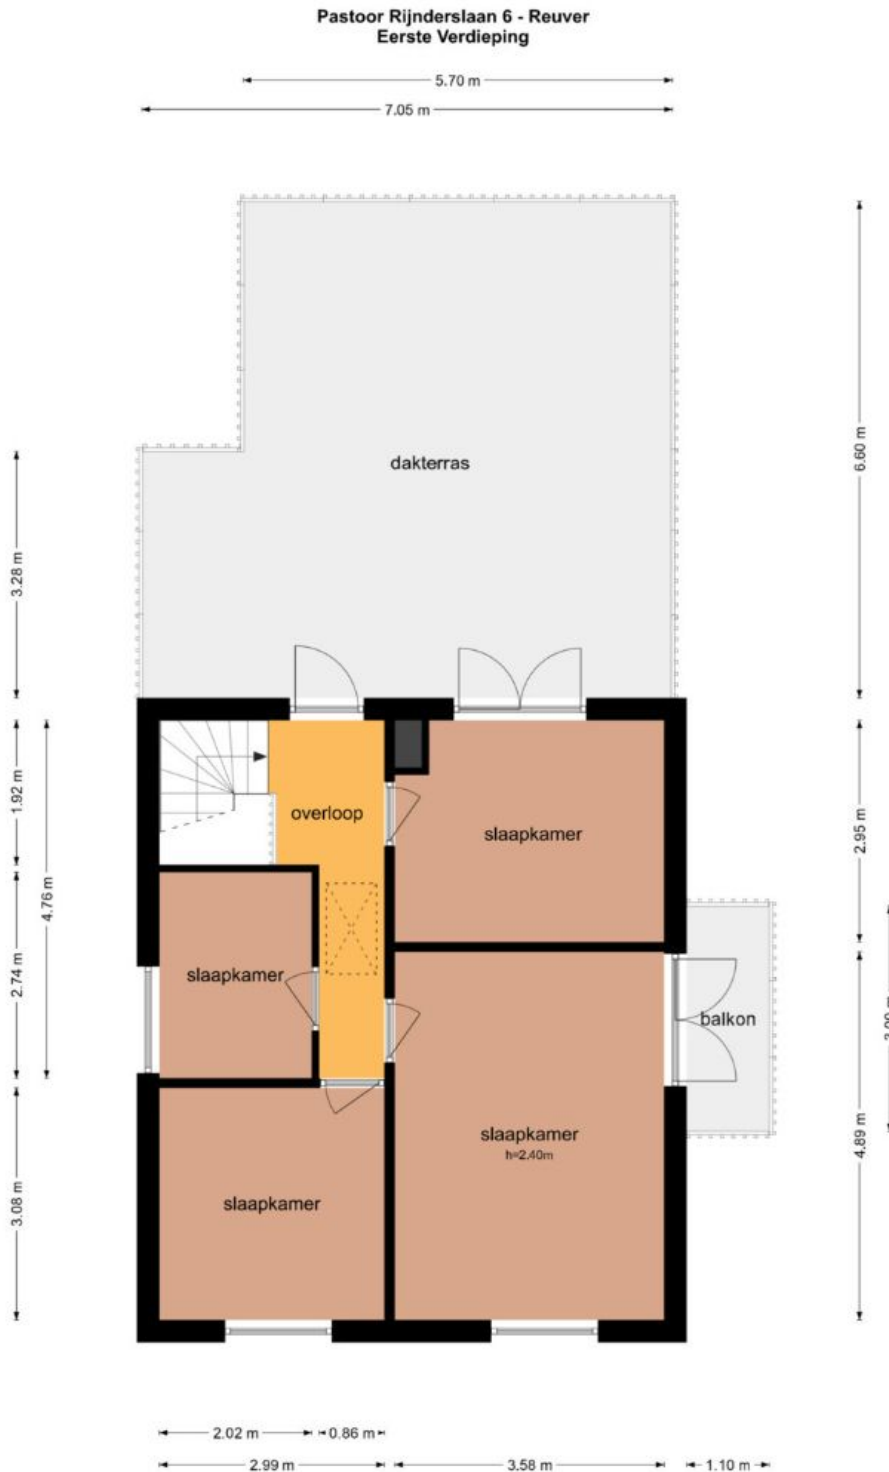 Pastoor Rijnderslaan 6 - Reuver
Eerste Verdieping
5.70 m
7.05 m
6.60 m
dakterras
3.28 m
1.92 m
4.76 m
overloop
slaapkamer
2.95 m
2.74 m
slaapkamer
balkon
slaapkamer
h=2.40m
4.89 m
3.08 m
slaapkamer
2.02 m
0.86 m
2.99 m
3.58 m
1.10 m